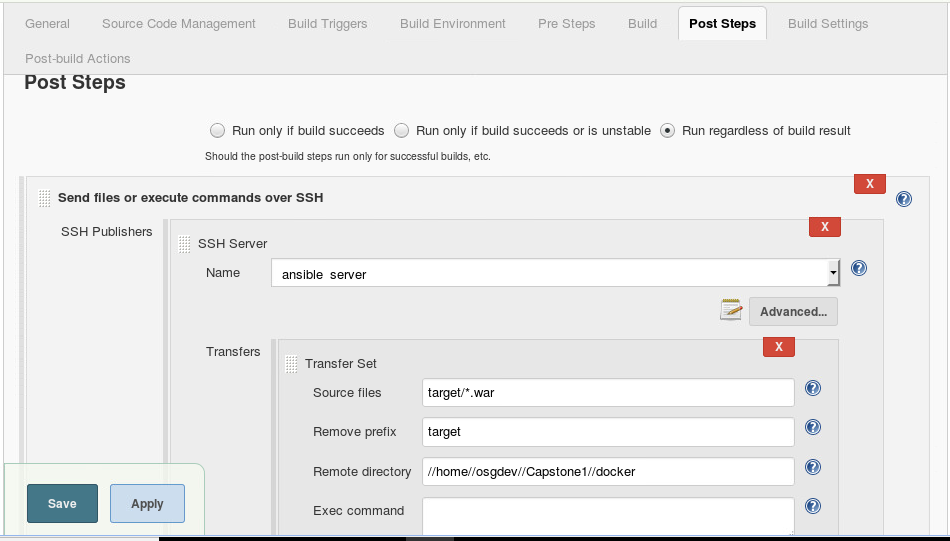 General Source Code Management Build Triggers Build Environment Pre Steps Build Post Steps Build Settings
Post-build Actions
Post Steps
Run only if build succeeds Run only if build succeeds or is unstable Run regardless of build result
Should the post-build steps run only for successful builds, etc.
X
Send files or execute commands over SSH
?
SSH Publishers
X
SSH Server
Name ansible server ?
Advanced...
Transfers
X
Transfer Set
Source files target/*.war ?
Remove prefix target ?
Remote directory //home//osgdev//Capstone1//docker ?
Exec command ?
Save Apply